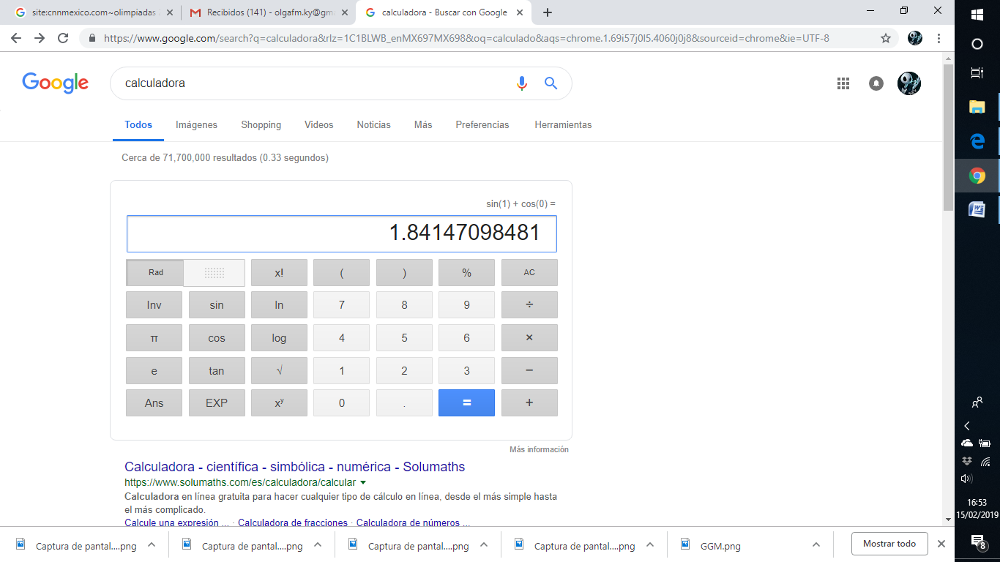 site:cnnmexico.com~olimpiadas
Recibidos (141) - olgafm.ky@gm
calculadora - Buscar con Google
https://www.google.com/search?q=calculadora&rlz=1C1BLWB_enMX697MX698&oq=calculado&aqs=chrome.1.69i57j0l5.4060j0j8&sourceid=chrome&ie=UTF-8
Google
calculadora
Todos Imágenes Shopping Videos Noticias Más Preferencias Herramientas
Cerca de 71,700,000 resultados (0.33 segundos)
sin(1) + cos(0) =
1.84147098481
Rad x! ( ) % AC
Inv sin ln 7 8 9 ÷
π cos log 4 5 6 ×
e tan √ 1 2 3 −
Ans EXP xʸ 0 . = +
Más información
Calculadora - científica - simbólica - numérica - Solumaths
https://www.solumaths.com/es/calculadora/calcular
Calculadora en línea gratuita para hacer cualquier tipo de cálculo en línea, desde el más simple hasta
el más complicado.
Calcule una expresión ... · Calculadora de fracciones · Calculadora de números ...
Captura de pantal....png
Captura de pantal....png
Captura de pantal....png
Captura de pantal....png
GGM.png
Mostrar todo
16:53
15/02/2019
8